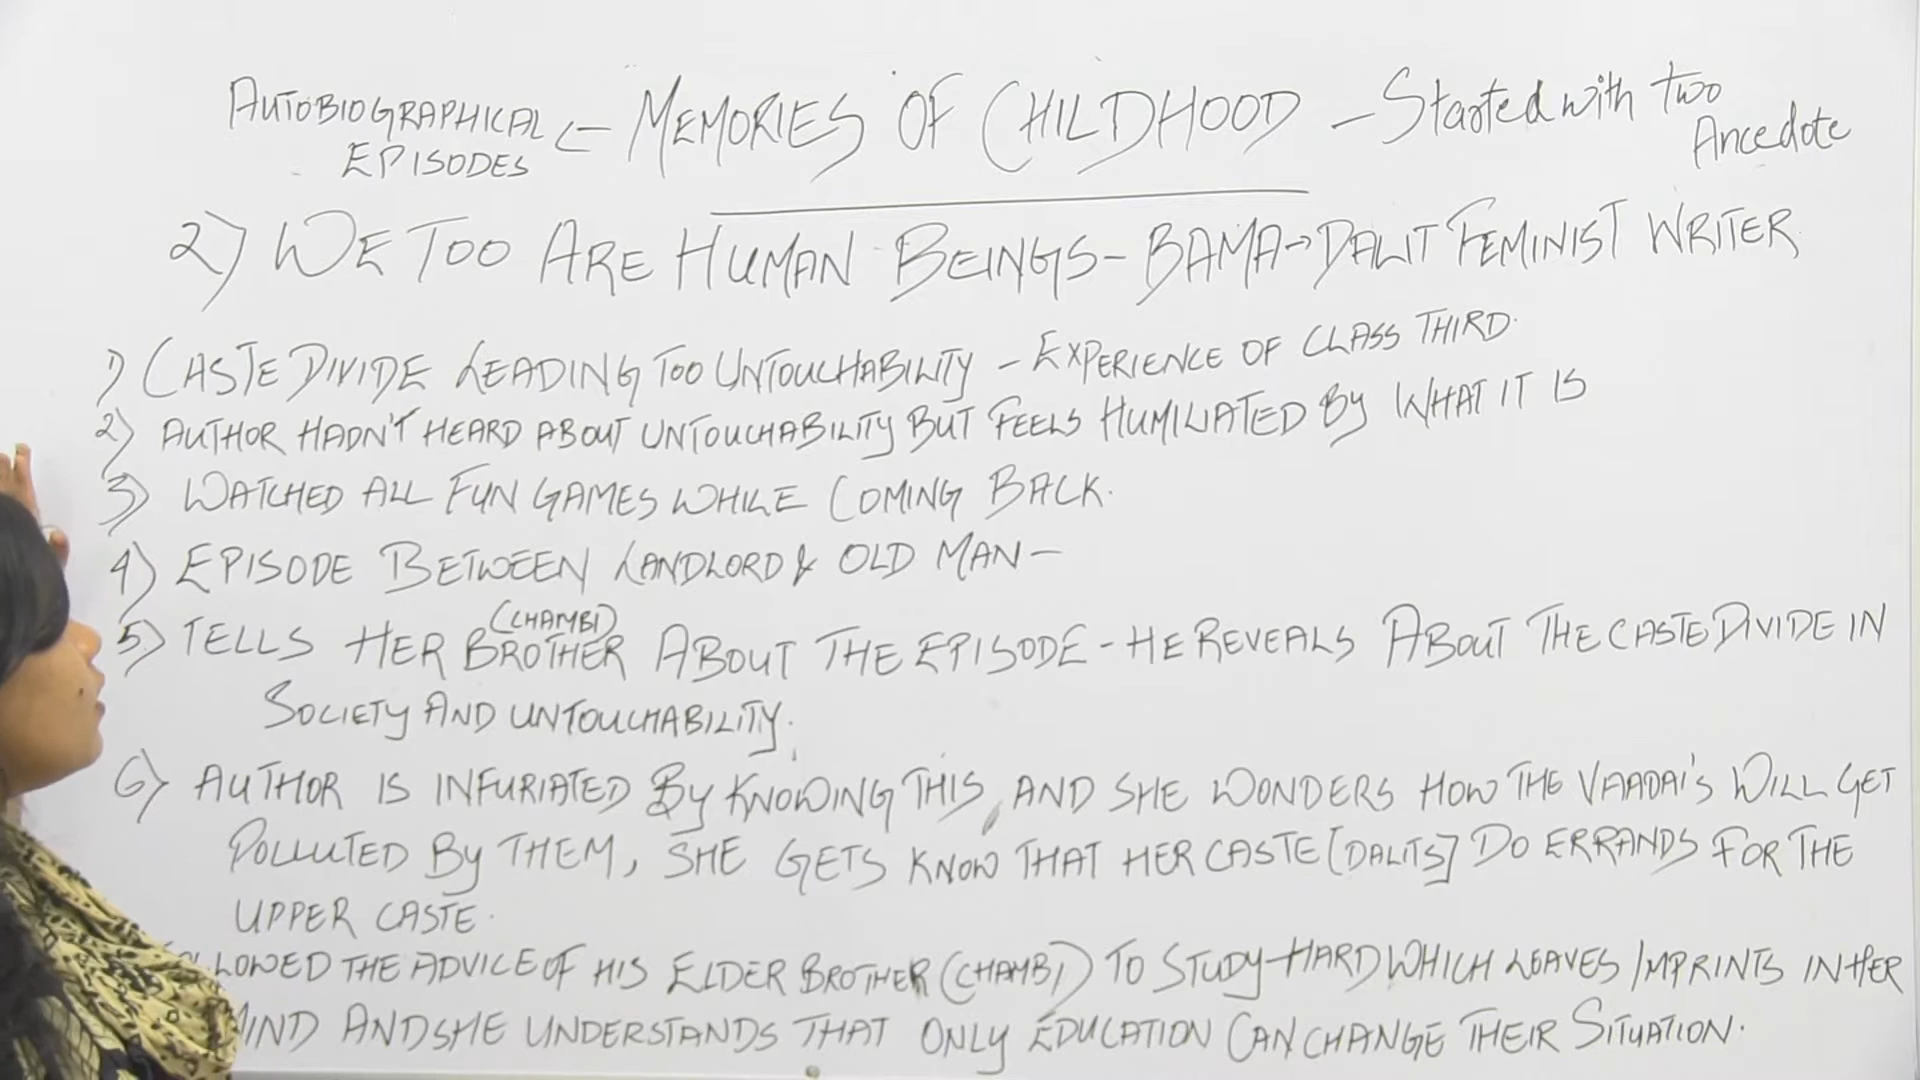 AUTOBIOGRAPHICAL EPISODES <- MEMORIES OF CHILDHOOD - Started with two Ancedote
2) WE TOO ARE HUMAN BEINGS - BAMA -> DALIT FEMINIST WRITER
1) CASTE DIVIDE LEADING TOO UNTOUCHABILITY - EXPERIENCE OF CLASS THIRD.
2) AUTHOR HADN'T HEARD ABOUT UNTOUCHABILITY BUT FEELS HUMILIATED BY WHAT IT IS
3) WATCHED ALL FUN GAMES WHILE COMING BACK.
4) EPISODE BETWEEN LANDLORD & OLD MAN -
(CHAMBI)
5) TELLS HER BROTHER ABOUT THE EPISODE - HE REVEALS ABOUT THE CASTE DIVIDE IN
SOCIETY AND UNTOUCHABILITY.
6) AUTHOR IS INFURIATED BY KNOWING THIS, AND SHE WONDERS HOW THE VAADAI'S WILL GET
POLLUTED BY THEM, SHE GETS KNOW THAT HER CASTE [DALITS] DO ERRANDS FOR THE
UPPER CASTE.
LLOWED THE ADVICE OF HIS ELDER BROTHER (CHAMBI) TO STUDY HARD WHICH LEAVES IMPRINTS IN HER
MIND AND SHE UNDERSTANDS THAT ONLY EDUCATION CAN CHANGE THEIR SITUATION.